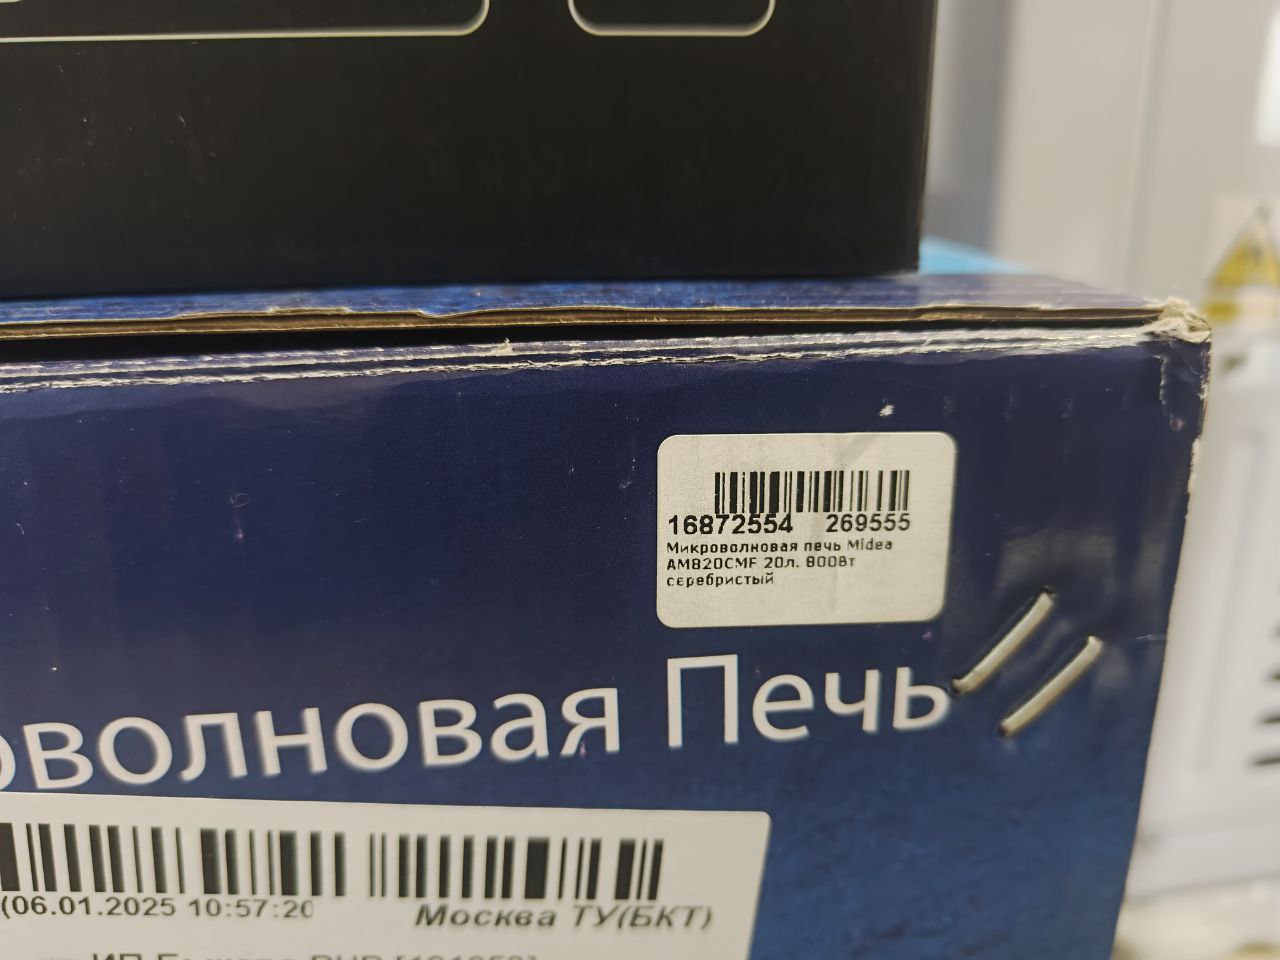 16872554 269555
Микроволновая печь Midea
AM820CMF 20л. 800Вт
серебристый
оволновая Печь
(06.01.2025 10:57:20
Москва ТУ(БКТ)